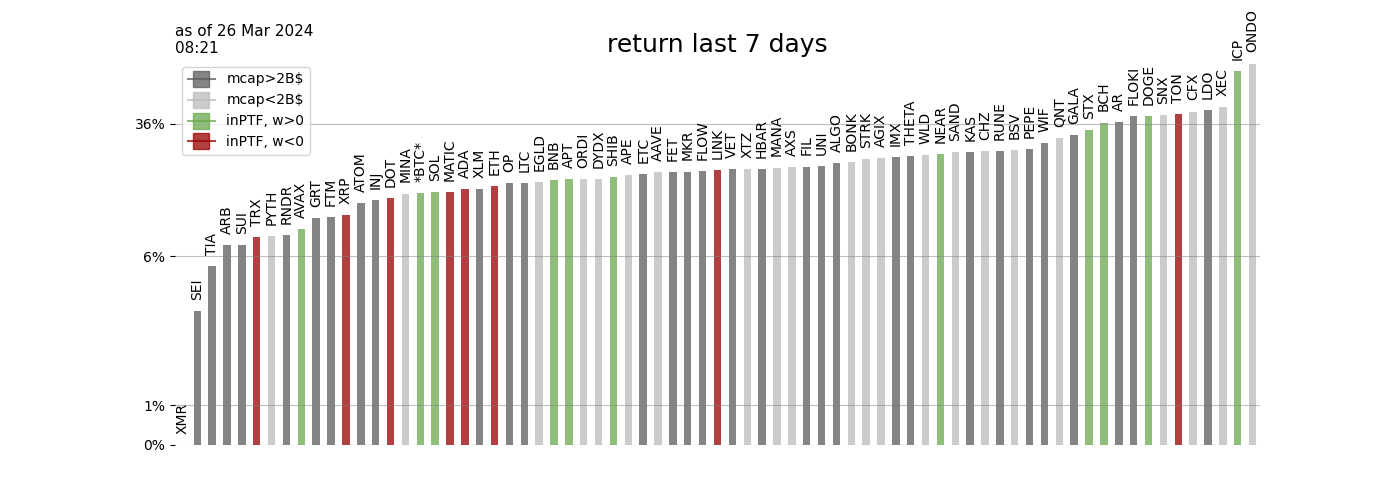 as of 26 Mar 2024
08:21
return last 7 days
mcap>2B$
mcap<2B$
inPTF, w>0
inPTF, w<0
36%
6%
1%
0%
XMR
SEI
TIA
ARB
SUI
TRX
PYTH
RNDR
AVAX
GRT
FTM
XRP
ATOM
INJ
DOT
MINA
*BTC*
SOL
MATIC
ADA
XLM
ETH
OP
LTC
EGLD
BNB
APT
ORDI
DYDX
SHIB
APE
ETC
AAVE
FET
MKR
FLOW
LINK
VET
XTZ
HBAR
MANA
AXS
FIL
UNI
ALGO
BONK
STRK
AGIX
IMX
THETA
WLD
NEAR
SAND
KAS
CHZ
RUNE
BSV
PEPE
WIF
QNT
GALA
STX
BCH
AR
FLOKI
DOGE
SNX
TON
CFX
LDO
XEC
ICP
ONDO